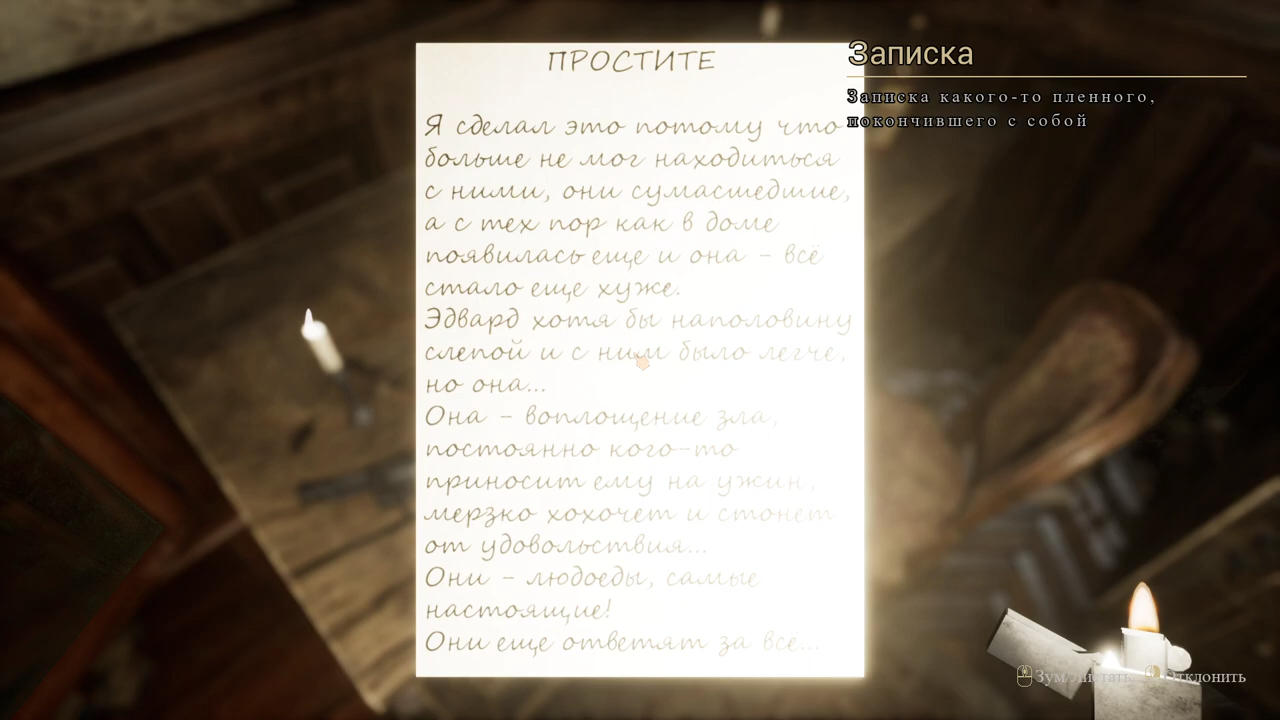 ПРОСТИТЕ
Я сделал это потому что
больше не мог находиться
с ними, они сумасшедшие,
а с тех пор как в доме
появилась еще и она - всё
стало еще хуже.
Эдвард хотя бы наполовину
слепой и с ним было легче,
но она...
Она - воплощение зла,
постоянно кого-то
приносит ему на ужин,
мерзко хохочет и стонет
от удовольствия...
Они - людоеды, самые
настоящие!
Они еще ответят за все...
Записка
Записка какого-то пленного,
покончившего с собой
Зум/Листать Отклонить